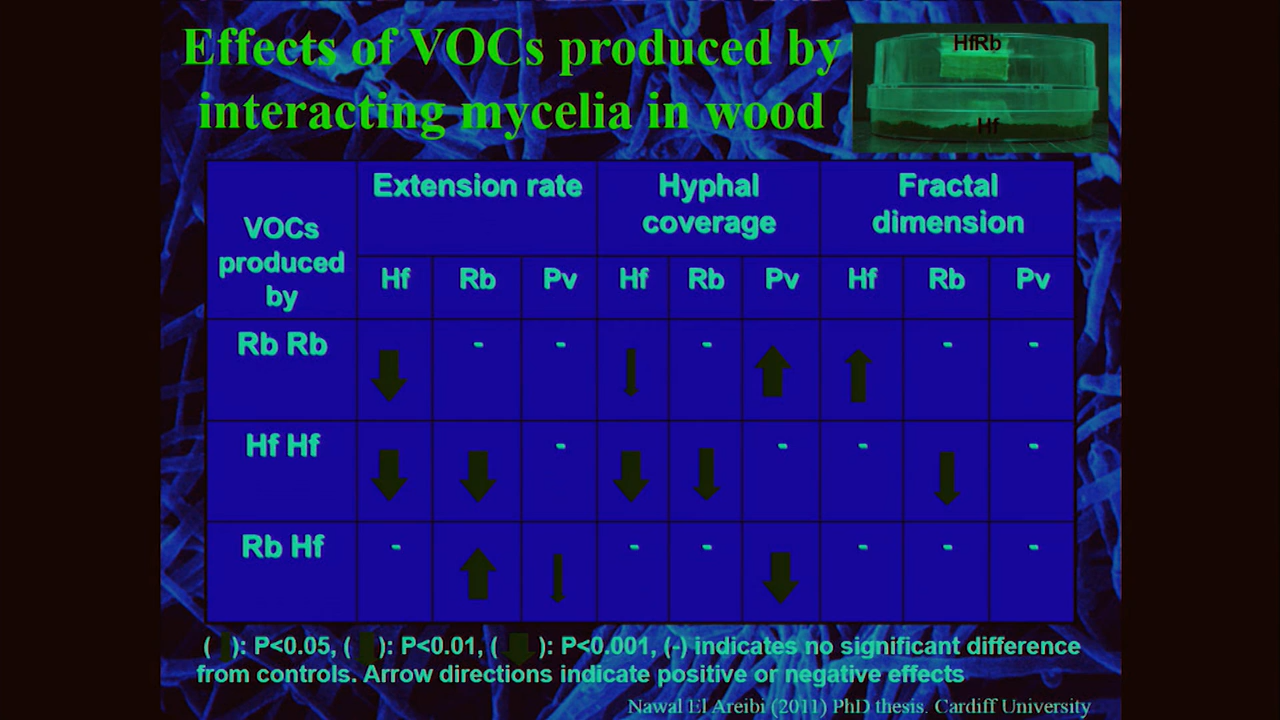 Effects of VOCs produced by
interacting mycelia in wood
HfRb
Hf
VOCs produced by
Extension rate
Hyphal coverage
Fractal dimension
Hf Rb Pv Hf Rb Pv Hf Rb Pv
Rb Rb - - - - -
Hf Hf - - - -
Rb Hf - - - - - -
( ): P<0.05, ( ): P<0.01, ( ): P<0.001, (-) indicates no significant difference
from controls. Arrow directions indicate positive or negative effects
Nawal El Areibi (2011) PhD thesis. Cardiff University